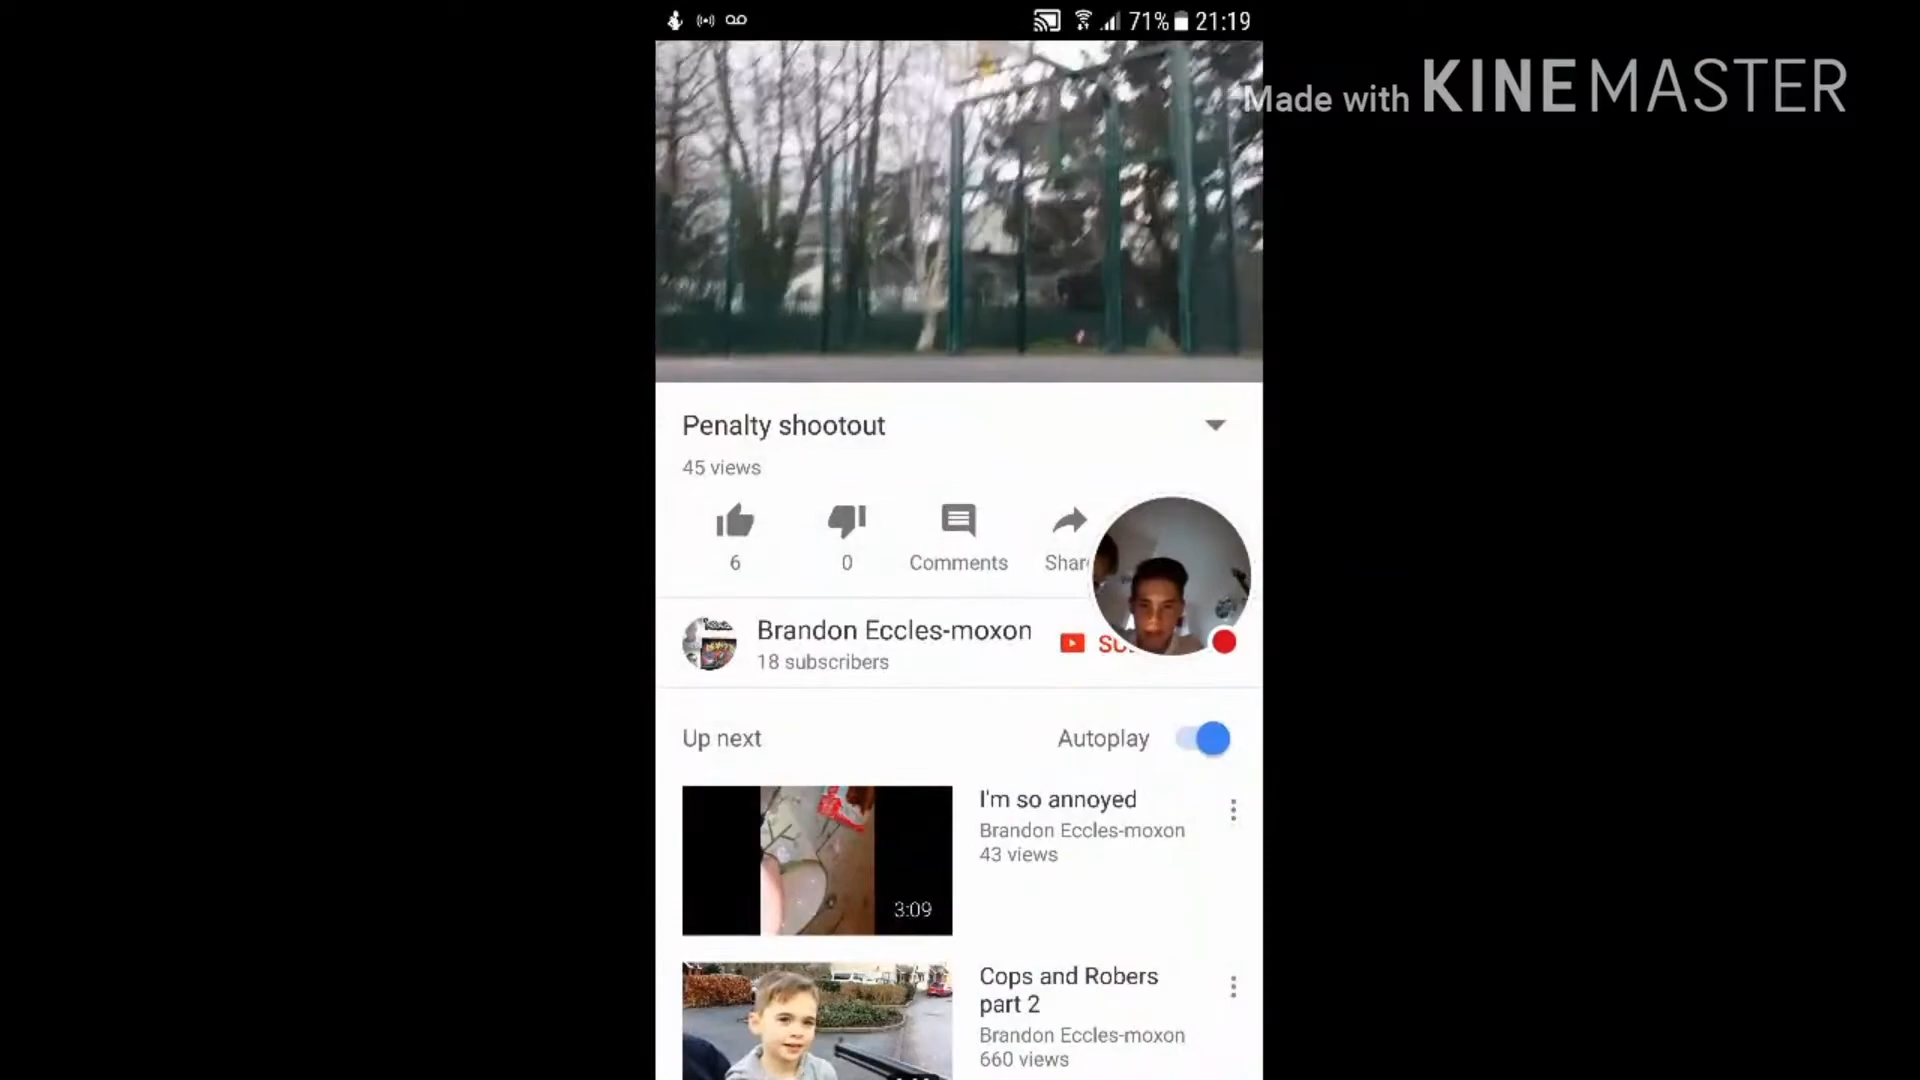 71% 21:19
Made with KINEMASTER
Penalty shootout
45 views
6
0
Comments
Shar
Brandon Eccles-moxon
18 subscribers
Up next
Autoplay
I'm so annoyed
Brandon Eccles-moxon
43 views
3:09
Cops and Robers
part 2
Brandon Eccles-moxon
660 views